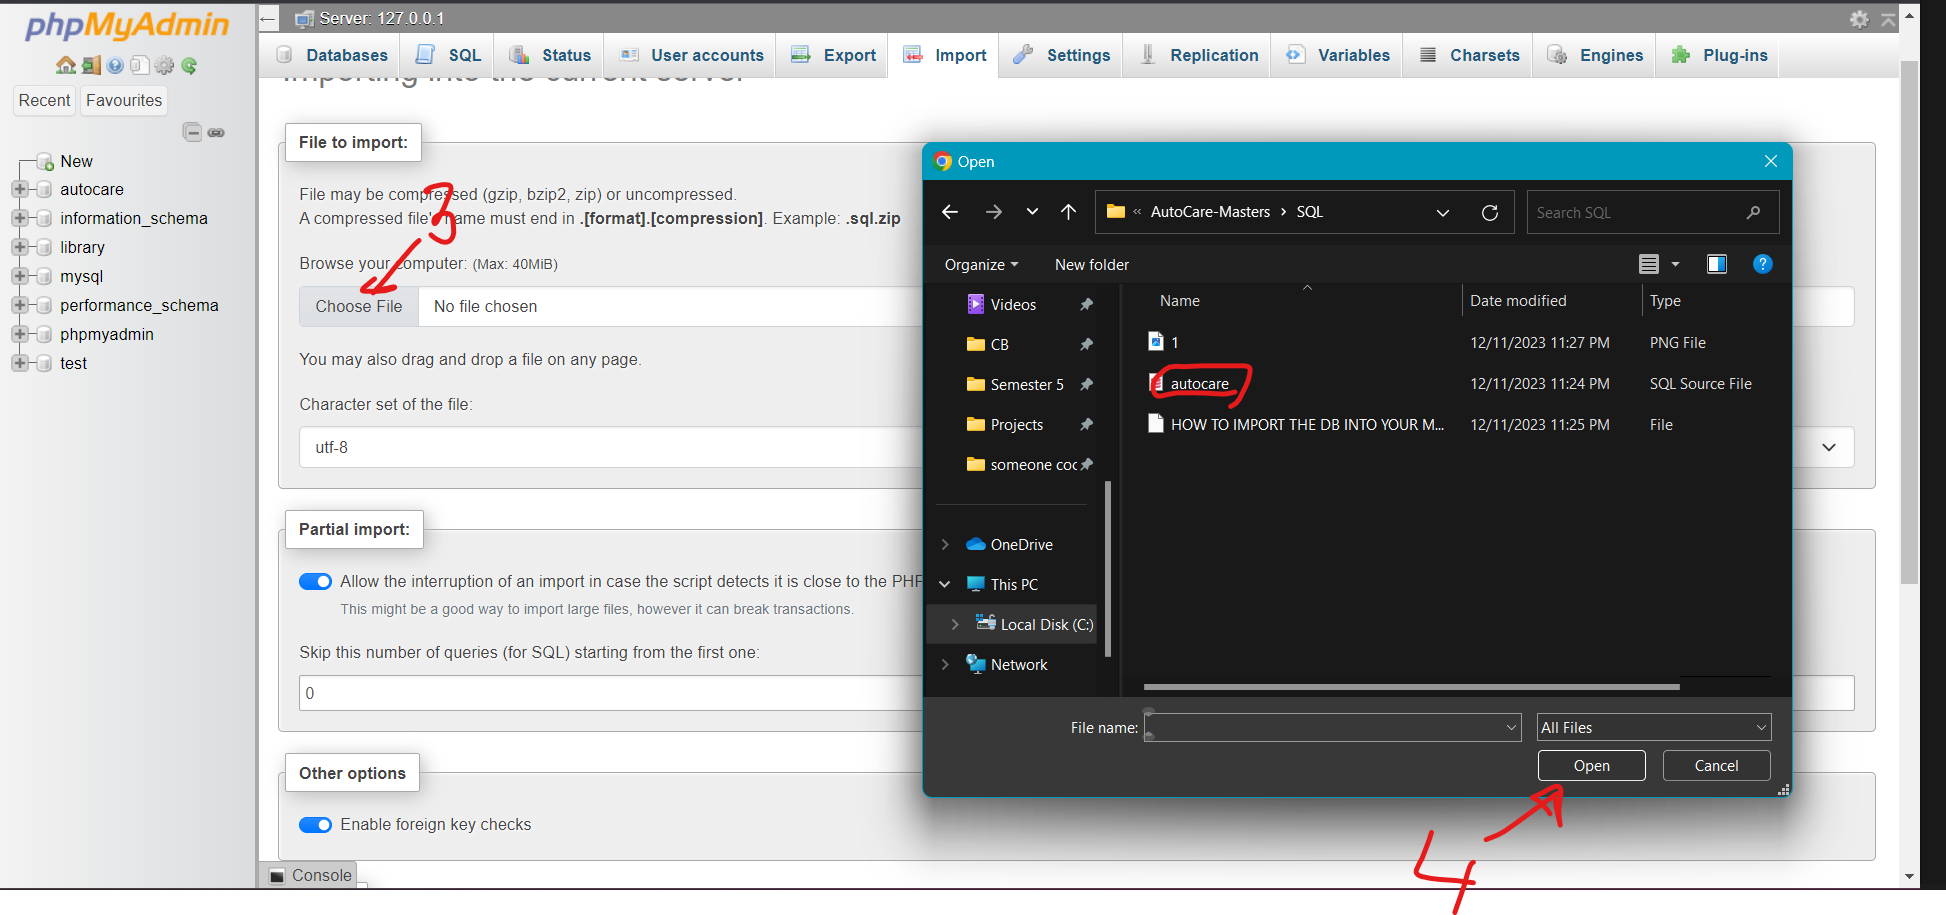 phpMyAdmin
Recent Favourites
New
autocare
information_schema
library
mysql
performance_schema
phpmyadmin
test
Server: 127.0.0.1
Databases SQL Status User accounts Export Import Settings Replication Variables Charsets Engines Plug-ins
Importing into the current server
File to import:
File may be compressed (gzip, bzip2, zip) or uncompressed.
A compressed file's name must end in .[format].[compression]. Example: .sql.zip
3
Browse your computer: (Max: 40MiB)
Choose File No file chosen
You may also drag and drop a file on any page.
Character set of the file:
utf-8
Partial import:
Allow the interruption of an import in case the script detects it is close to the PHP
This might be a good way to import large files, however it can break transactions.
Skip this number of queries (for SQL) starting from the first one:
0
Other options
Enable foreign key checks
Console
Open
« AutoCare-Masters › SQL
Search SQL
Organize New folder
Videos
CB
Semester 5
Projects
someone coc
OneDrive
This PC
Local Disk (C:)
Network
Name Date modified Type
1 12/11/2023 11:27 PM PNG File
autocare 12/11/2023 11:24 PM SQL Source File
HOW TO IMPORT THE DB INTO YOUR M... 12/11/2023 11:25 PM File
File name: All Files
Open Cancel
4